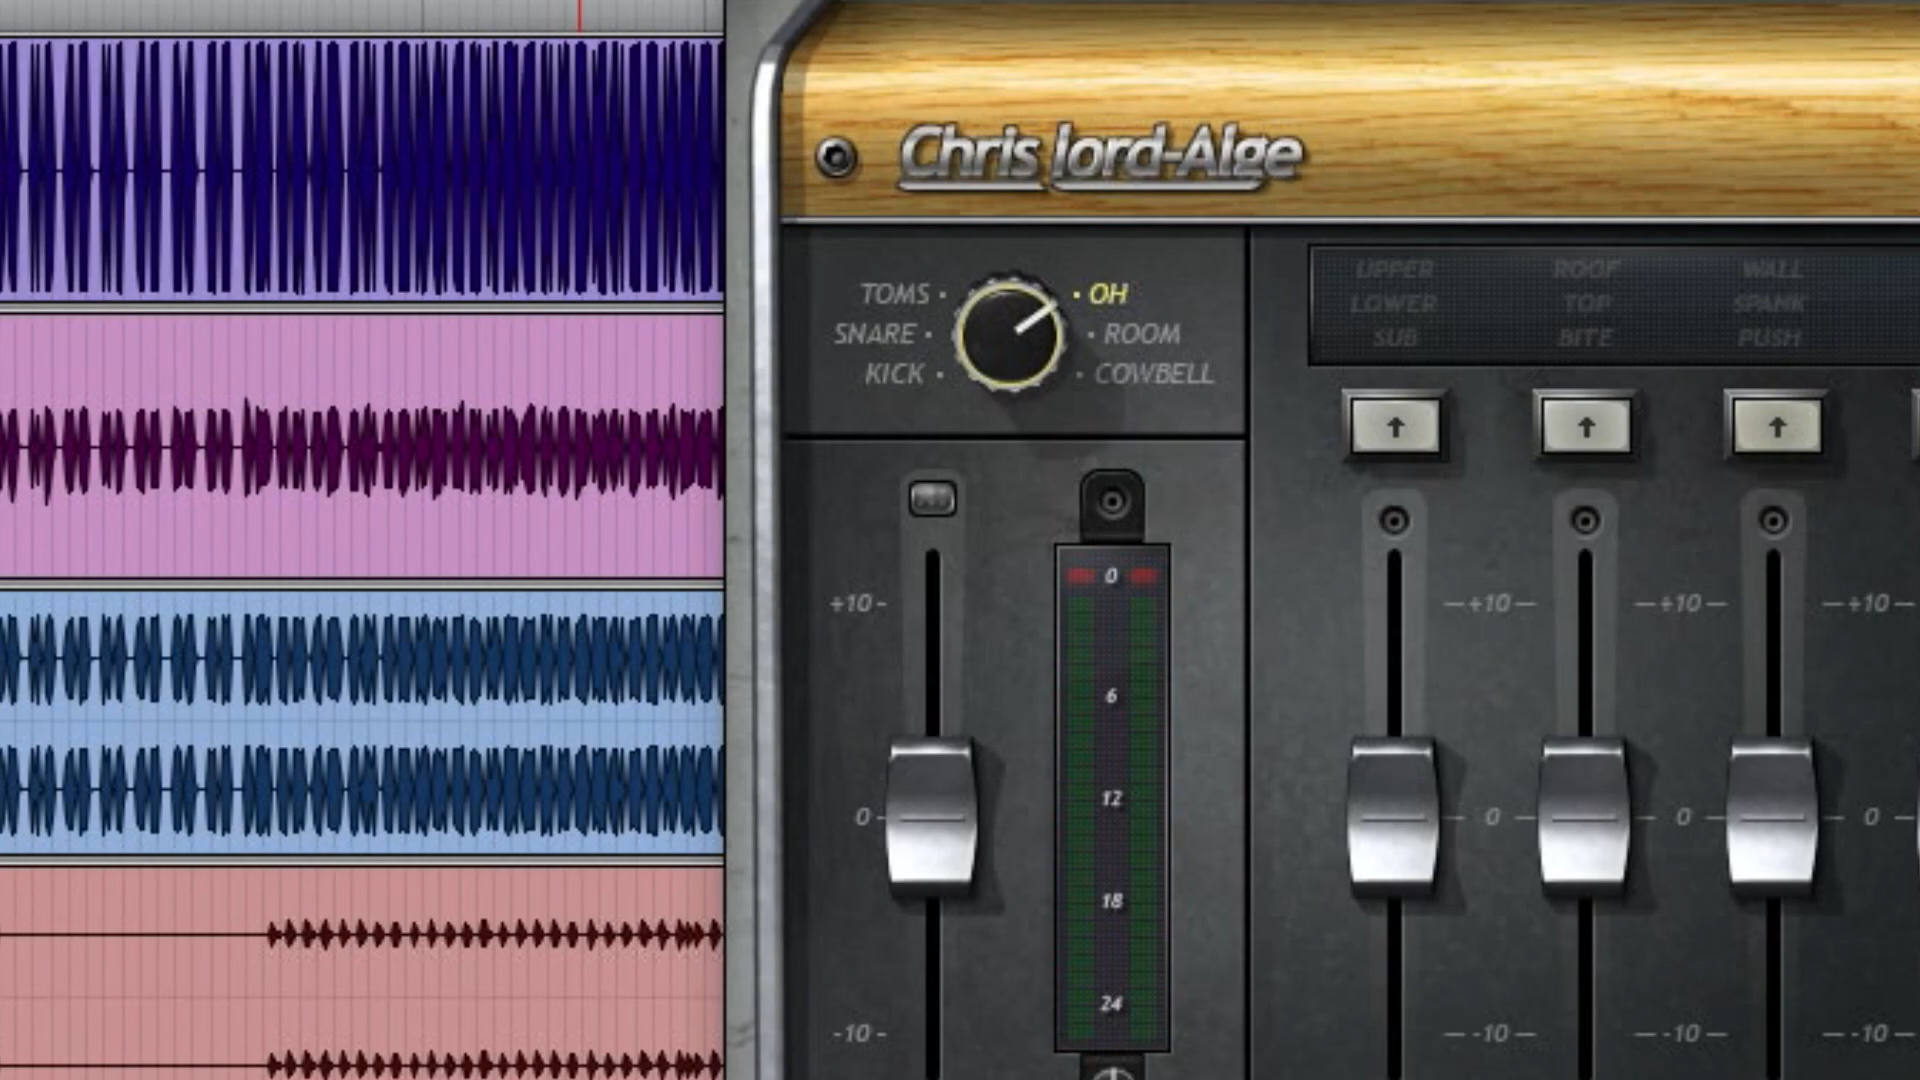 Chris lord-Alge
TOMS
OH
SNARE
ROOM
KICK
COWBELL
UPPER
ROOF
WALL
LOWER
TOP
SPANK
SUB
BITE
PUSH
0
+10
+10
+10
+10
6
12
0
0
0
0
18
24
-10
-10
-10
-10